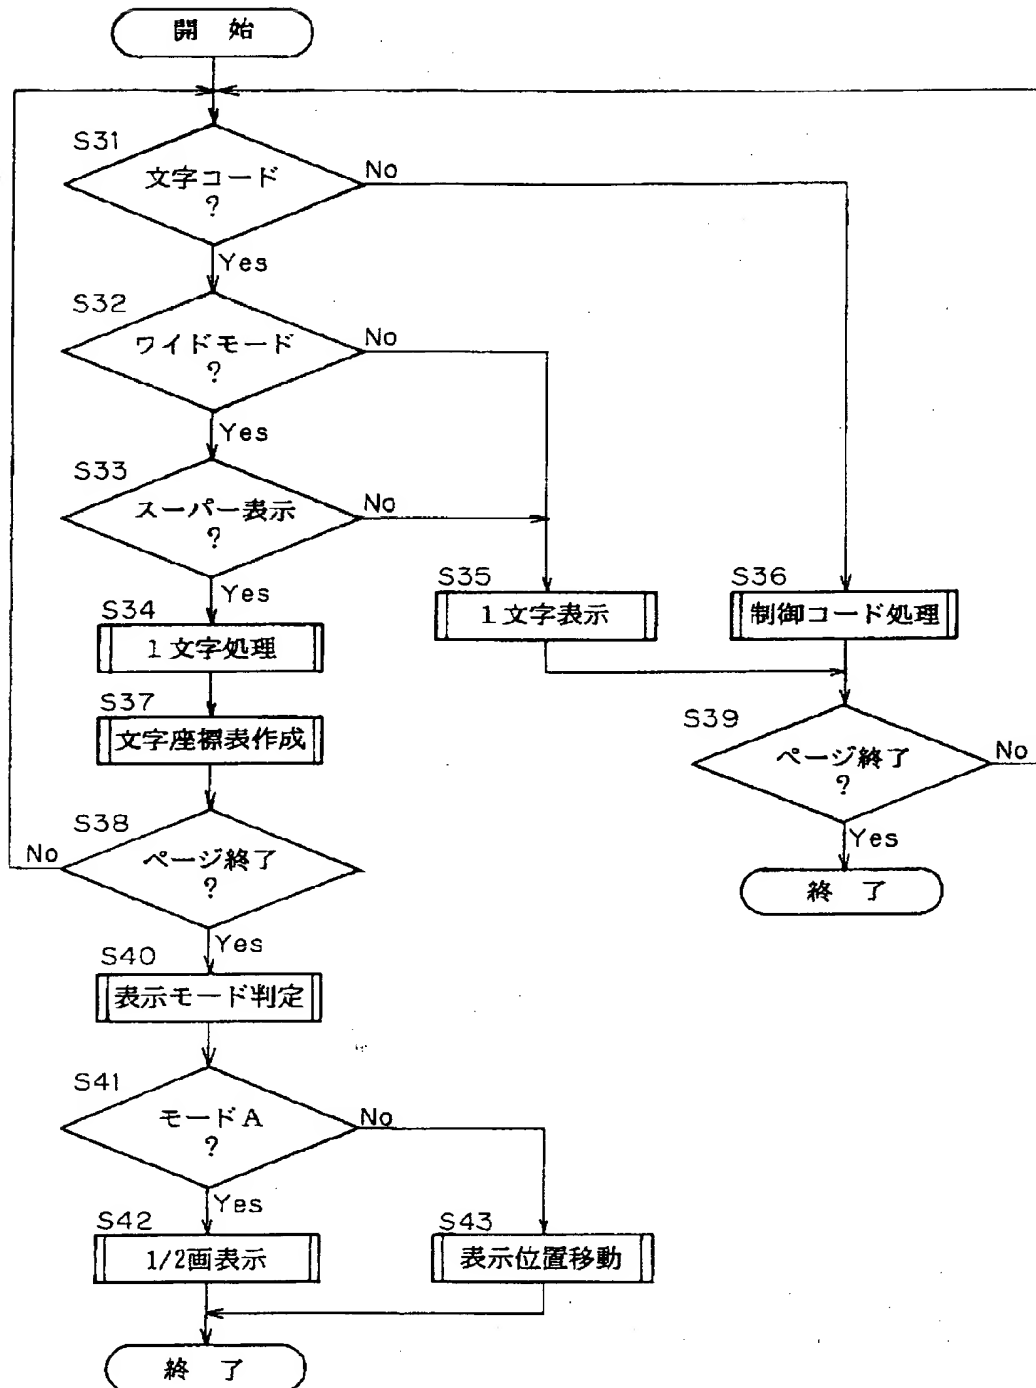 開 始
S31
文字コード
?
No
Yes
S32
ワイドモード
?
No
Yes
S33
スーパー表示
?
No
Yes
S34
1文字処理
S35
1文字表示
S36
制御コード処理
S37
文字座標表作成
S38
ページ終了
?
No
Yes
S39
ページ終了
?
No
Yes
終 了
S40
表示モード判定
S41
モードA
?
No
Yes
S42
1/2画表示
S43
表示位置移動
終 了